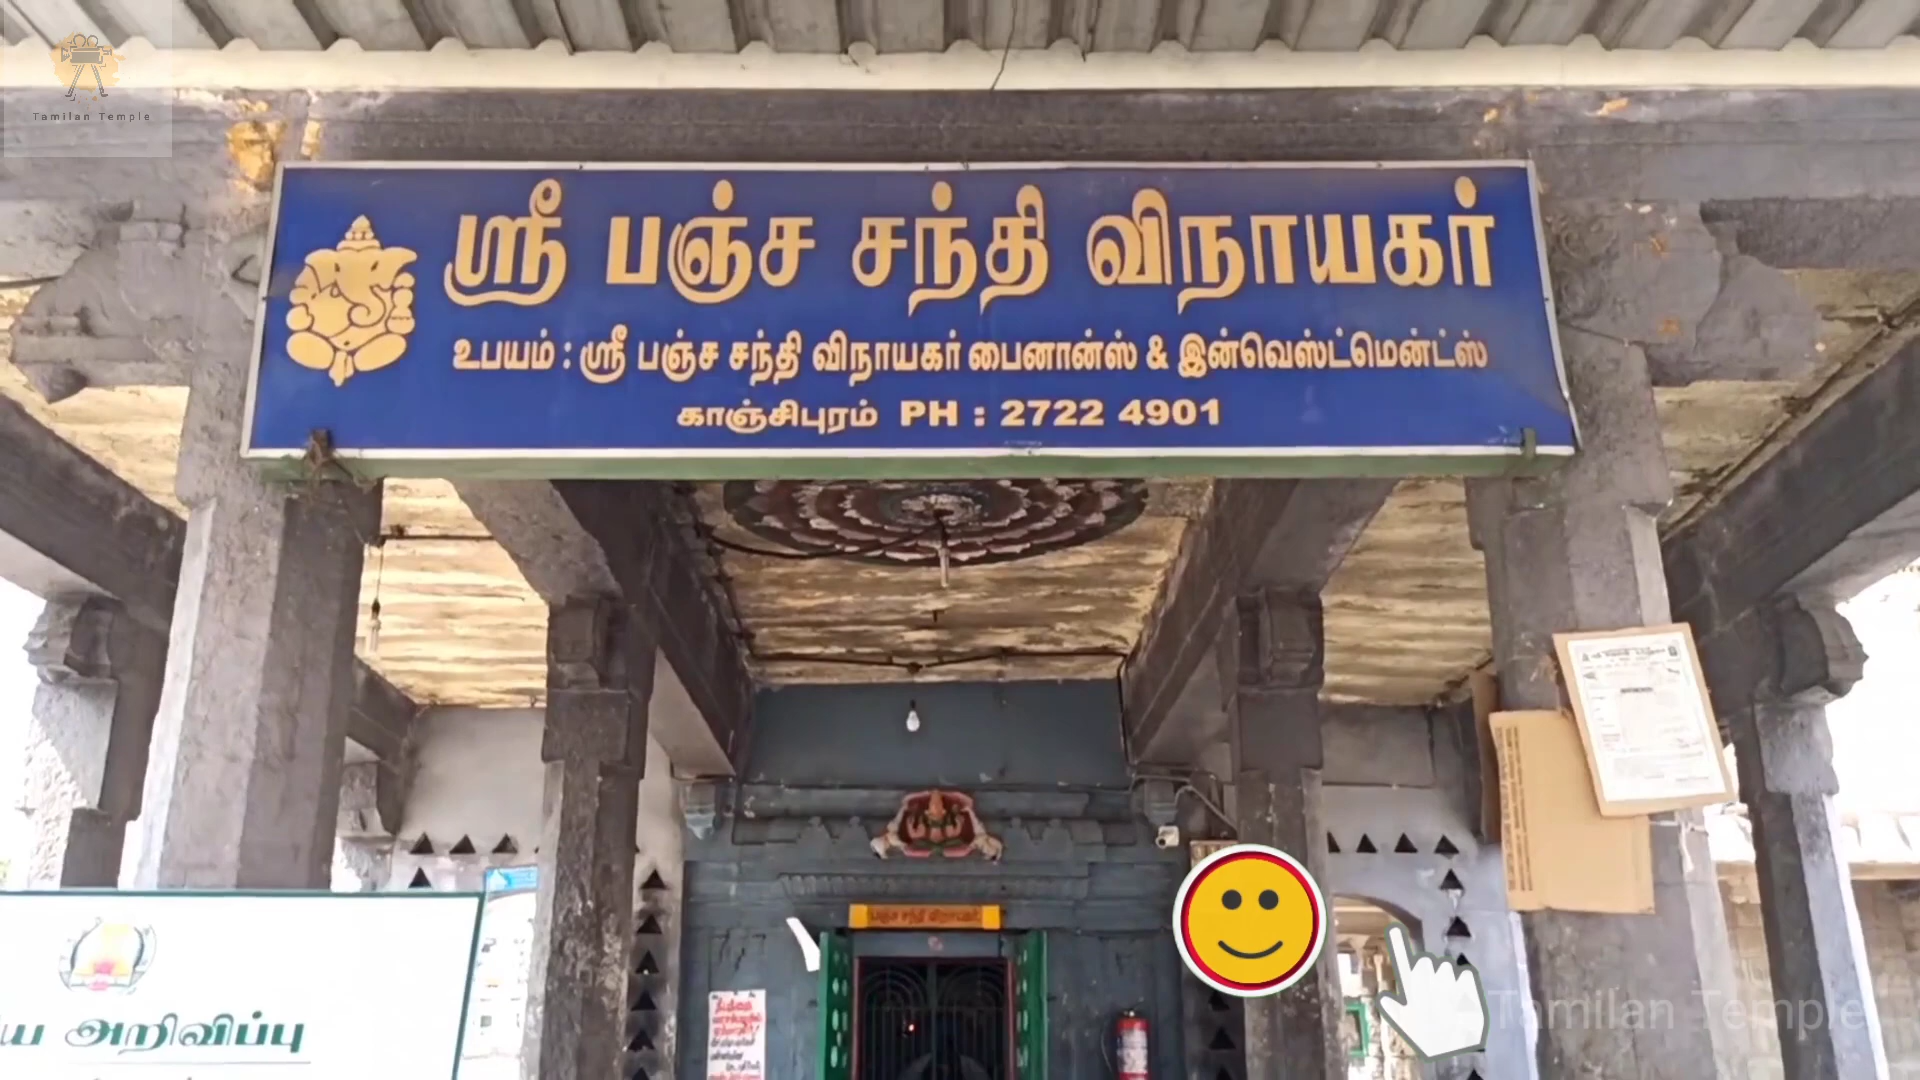 Tamilan Temple
ஸ்ரீ பஞ்ச சந்தி விநாயகர்
உபயம் : ஸ்ரீ பஞ்ச சந்தி விநாயகர் பைனான்ஸ் & இன்வெஸ்ட்மென்ட்ஸ்
காஞ்சிபுரம் PH : 2722 4901
பஞ்ச சந்தி விநாயகர்
அறிவிப்பு
Tamilan Temple